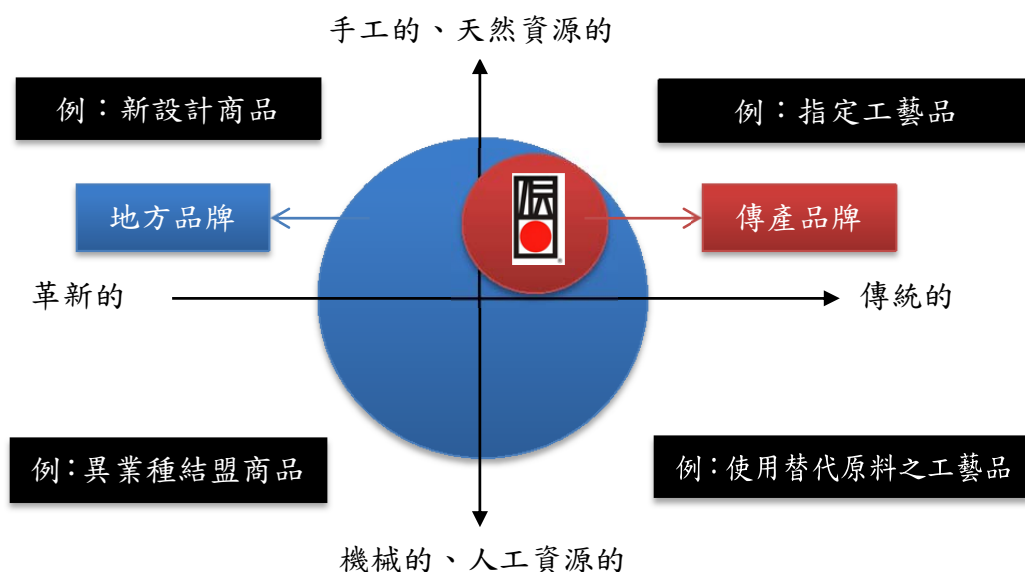 手工的、天然資源的
例：新設計商品
例：指定工藝品
伝
地方品牌
傳產品牌
革新的
傳統的
例：異業種結盟商品
例：使用替代原料之工藝品
機械的、人工資源的